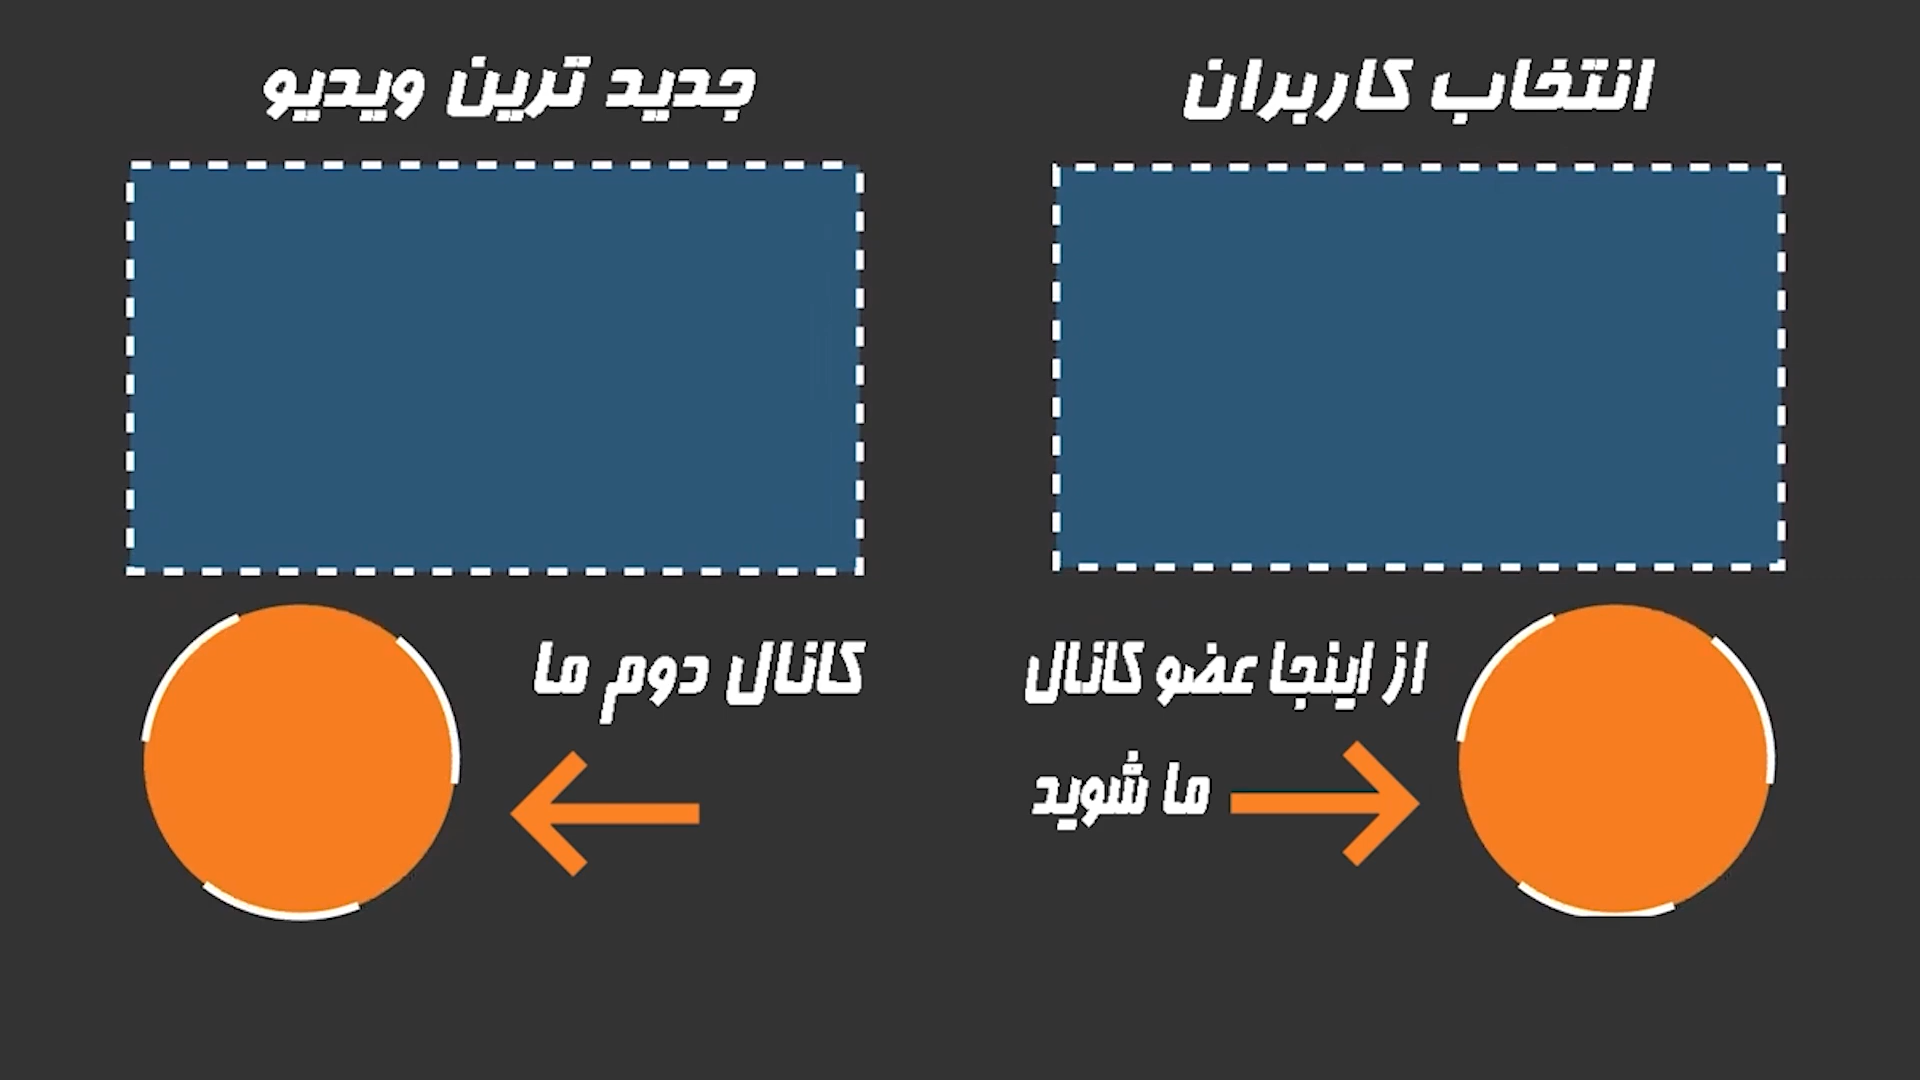 انتخاب کاربران
جدید ترین ویدیو
از اینجا عضو کانال
ما شوید
کانال دوم ما